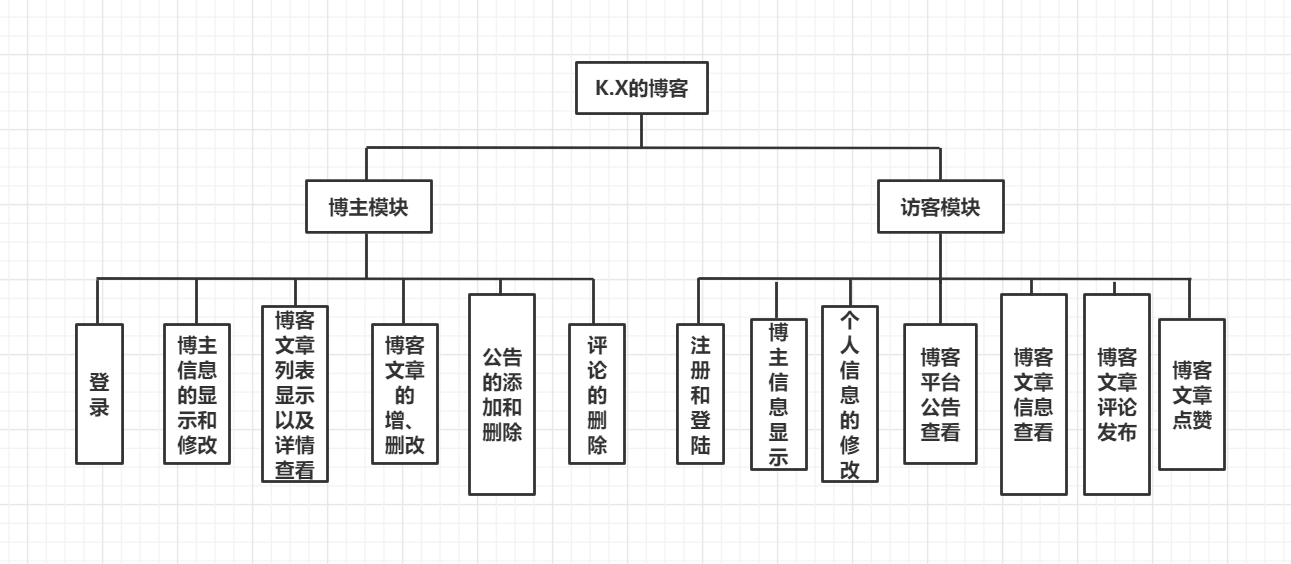 K.X的博客
博主模块
访客模块
登
录
博主
信息
的显
示和
修改
博客
文章
列表
显示
以及
详情
查看
博客
文章
的
增、
删改
公告
的添
加和
删除
评
论
的
删
除
注
册
和
登
陆
博
主
信
息
显
示
个
人
信
息
的
修
改
博客
平台
公告
查看
博客
文章
信息
查看
博客
文章
评论
发布
博客
文章
点赞